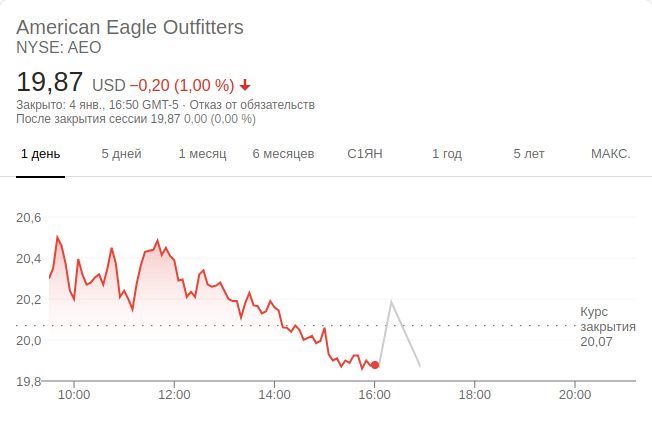 American Eagle Outfitters
NYSE: AEO
19,87 USD −0,20 (1,00 %)
Закрыто: 4 янв., 16:50 GMT-5 · Отказ от обязательств
После закрытия сессии 19,87 0,00 (0,00 %)
1 день 5 дней 1 месяц 6 месяцев С1ЯН 1 год 5 лет МАКС.
20,6
20,4
20,2
20,0
19,8
Курс
закрытия
20,07
10:00 12:00 14:00 16:00 18:00 20:00